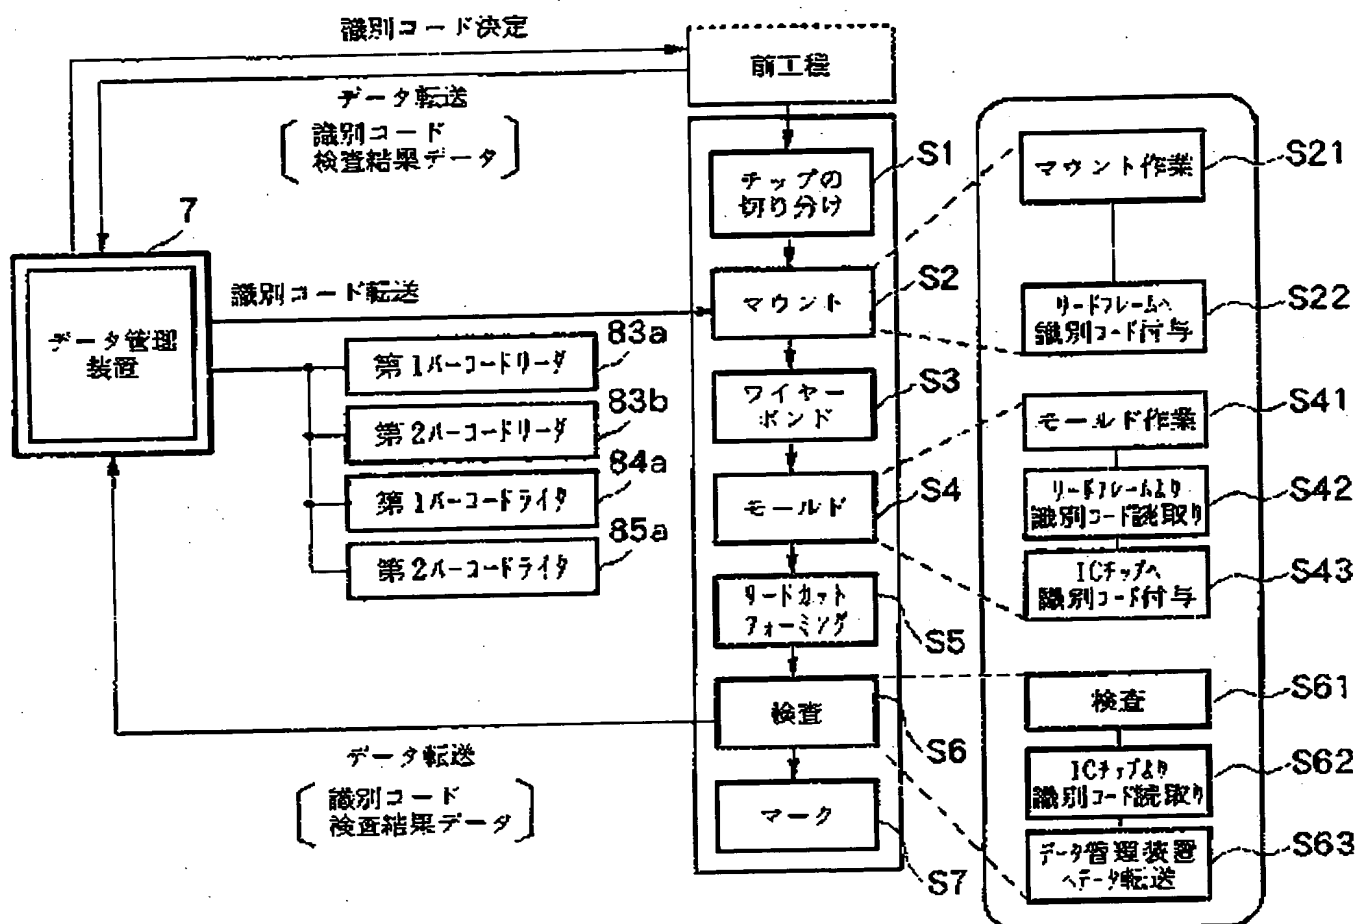 識別コード決定
前工程
データ転送
識別コード
検査結果データ
S1
チップの
切り分け
7
データ管理
装置
識別コード転送
S2
マウント
83a
第1バーコードリーダ
83b
第2バーコードリーダ
84a
第1バーコードライタ
85a
第2バーコードライタ
S3
ワイヤー
ボンド
S4
モールド
リードカット
フォーミング
S5
検査
S6
データ転送
識別コード
検査結果データ
マーク
S7
マウント作業
S21
リードフレームへ
識別コード付与
S22
モールド作業
S41
リードフレームより
識別コード読取り
S42
ICチップへ
識別コード付与
S43
検査
S61
ICチップより
識別コード読取り
S62
データ管理装置
へデータ転送
S63